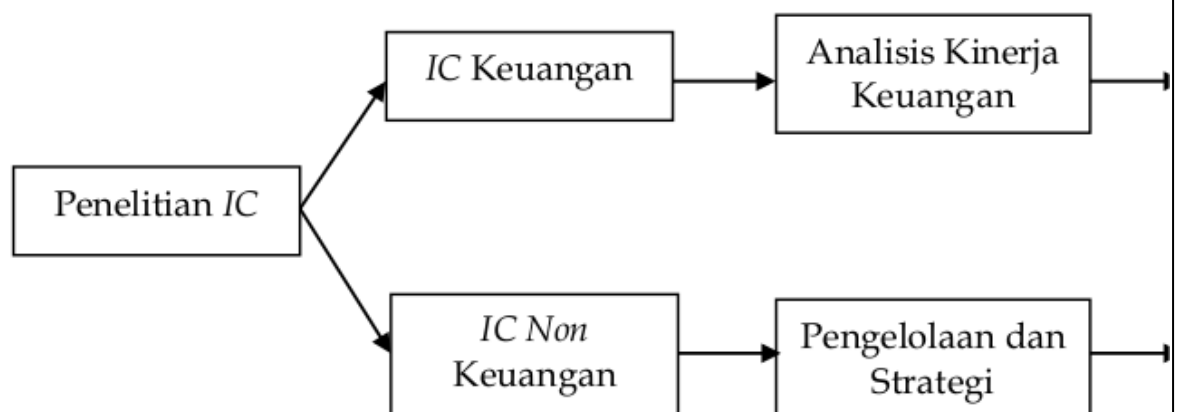 IC Keuangan
Analisis Kinerja
Keuangan
Penelitian IC
IC Non
Keuangan
Pengelolaan dan
Strategi